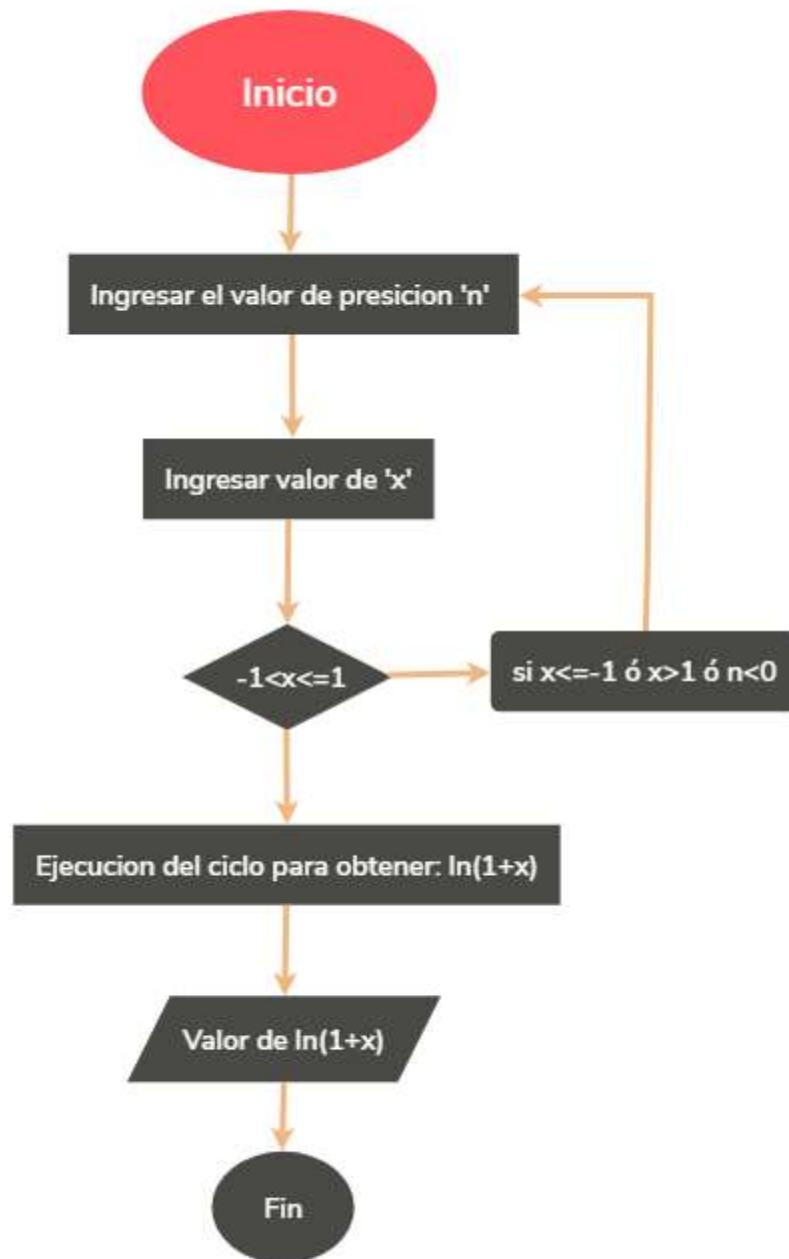 Inicio
Ingresar el valor de presicion 'n'
Ingresar valor de 'x'
-1<x<=1
si x<=-1 ó x>1 ó n<0
Ejecucion del ciclo para obtener: ln(1+x)
Valor de ln(1+x)
Fin